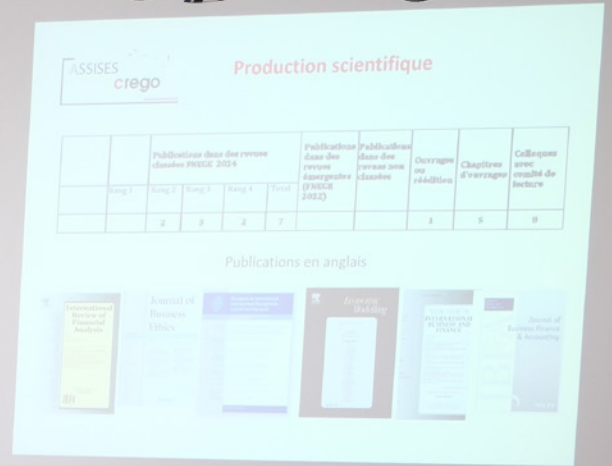 ASSISES
crego
Production scientifique
Publications dans des revues
classées FNEGE 2024
Publications
dans des
revues
émergentes
(FNEGE
2022)
Publications
dans des
revues non
classées
Ouvrages
ou
réédition
Chapitres
d'ouvrages
Colloques
avec
comité de
lecture
Rang 1 Rang 2 Rang 3 Rang 4 Total
2 3 2 7 1 5 8
Publications en anglais
International
Review of
Financial
Analysis
Journal of
Business
Ethics
Economic
Modelling
INTERNATIONAL
BUSINESS AND
FINANCE
Journal of
Business Finance
& Accounting